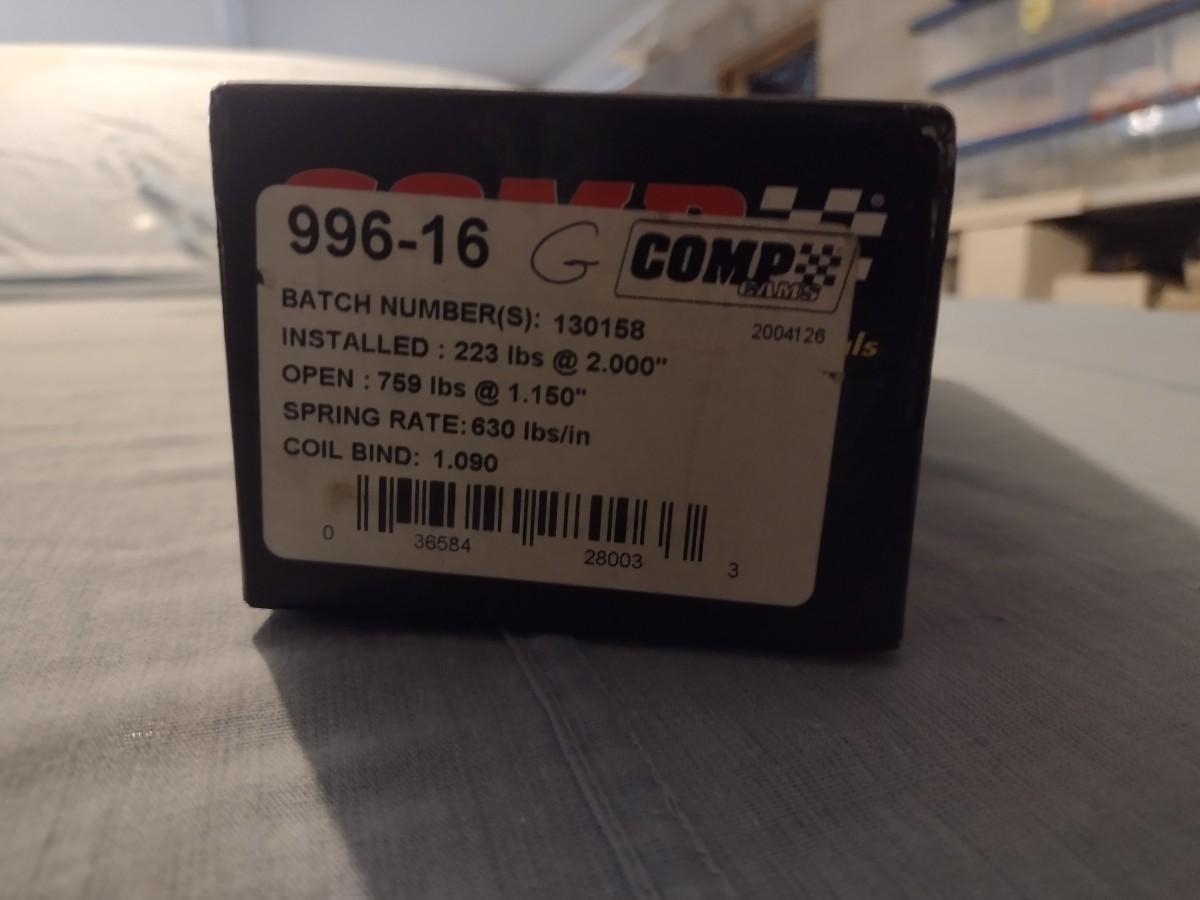 COMP
®
996-16 G COMP
CAMS
BATCH NUMBER(S): 130158 2004126
INSTALLED : 223 lbs @ 2.000"
OPEN : 759 lbs @ 1.150"
SPRING RATE: 630 lbs/in
COIL BIND: 1.090
0 36584 28003 3